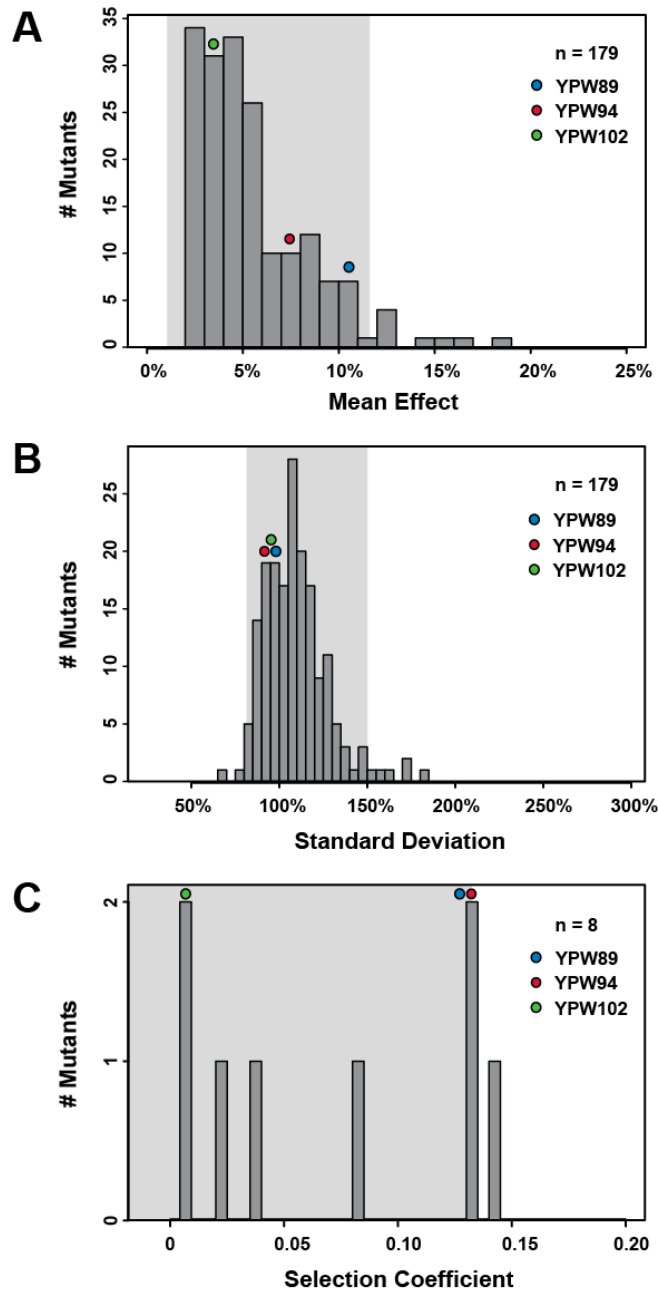 A
# Mutants
35
30
25
20
15
10
5
0
n = 179
YPW89
YPW94
YPW102
0% 5% 10% 15% 20% 25%
Mean Effect
B
# Mutants
25
20
15
10
5
0
n = 179
YPW89
YPW94
YPW102
50% 100% 150% 200% 250% 300%
Standard Deviation
C
# Mutants
2
1
0
n = 8
YPW89
YPW94
YPW102
0 0.05 0.10 0.15 0.20
Selection Coefficient